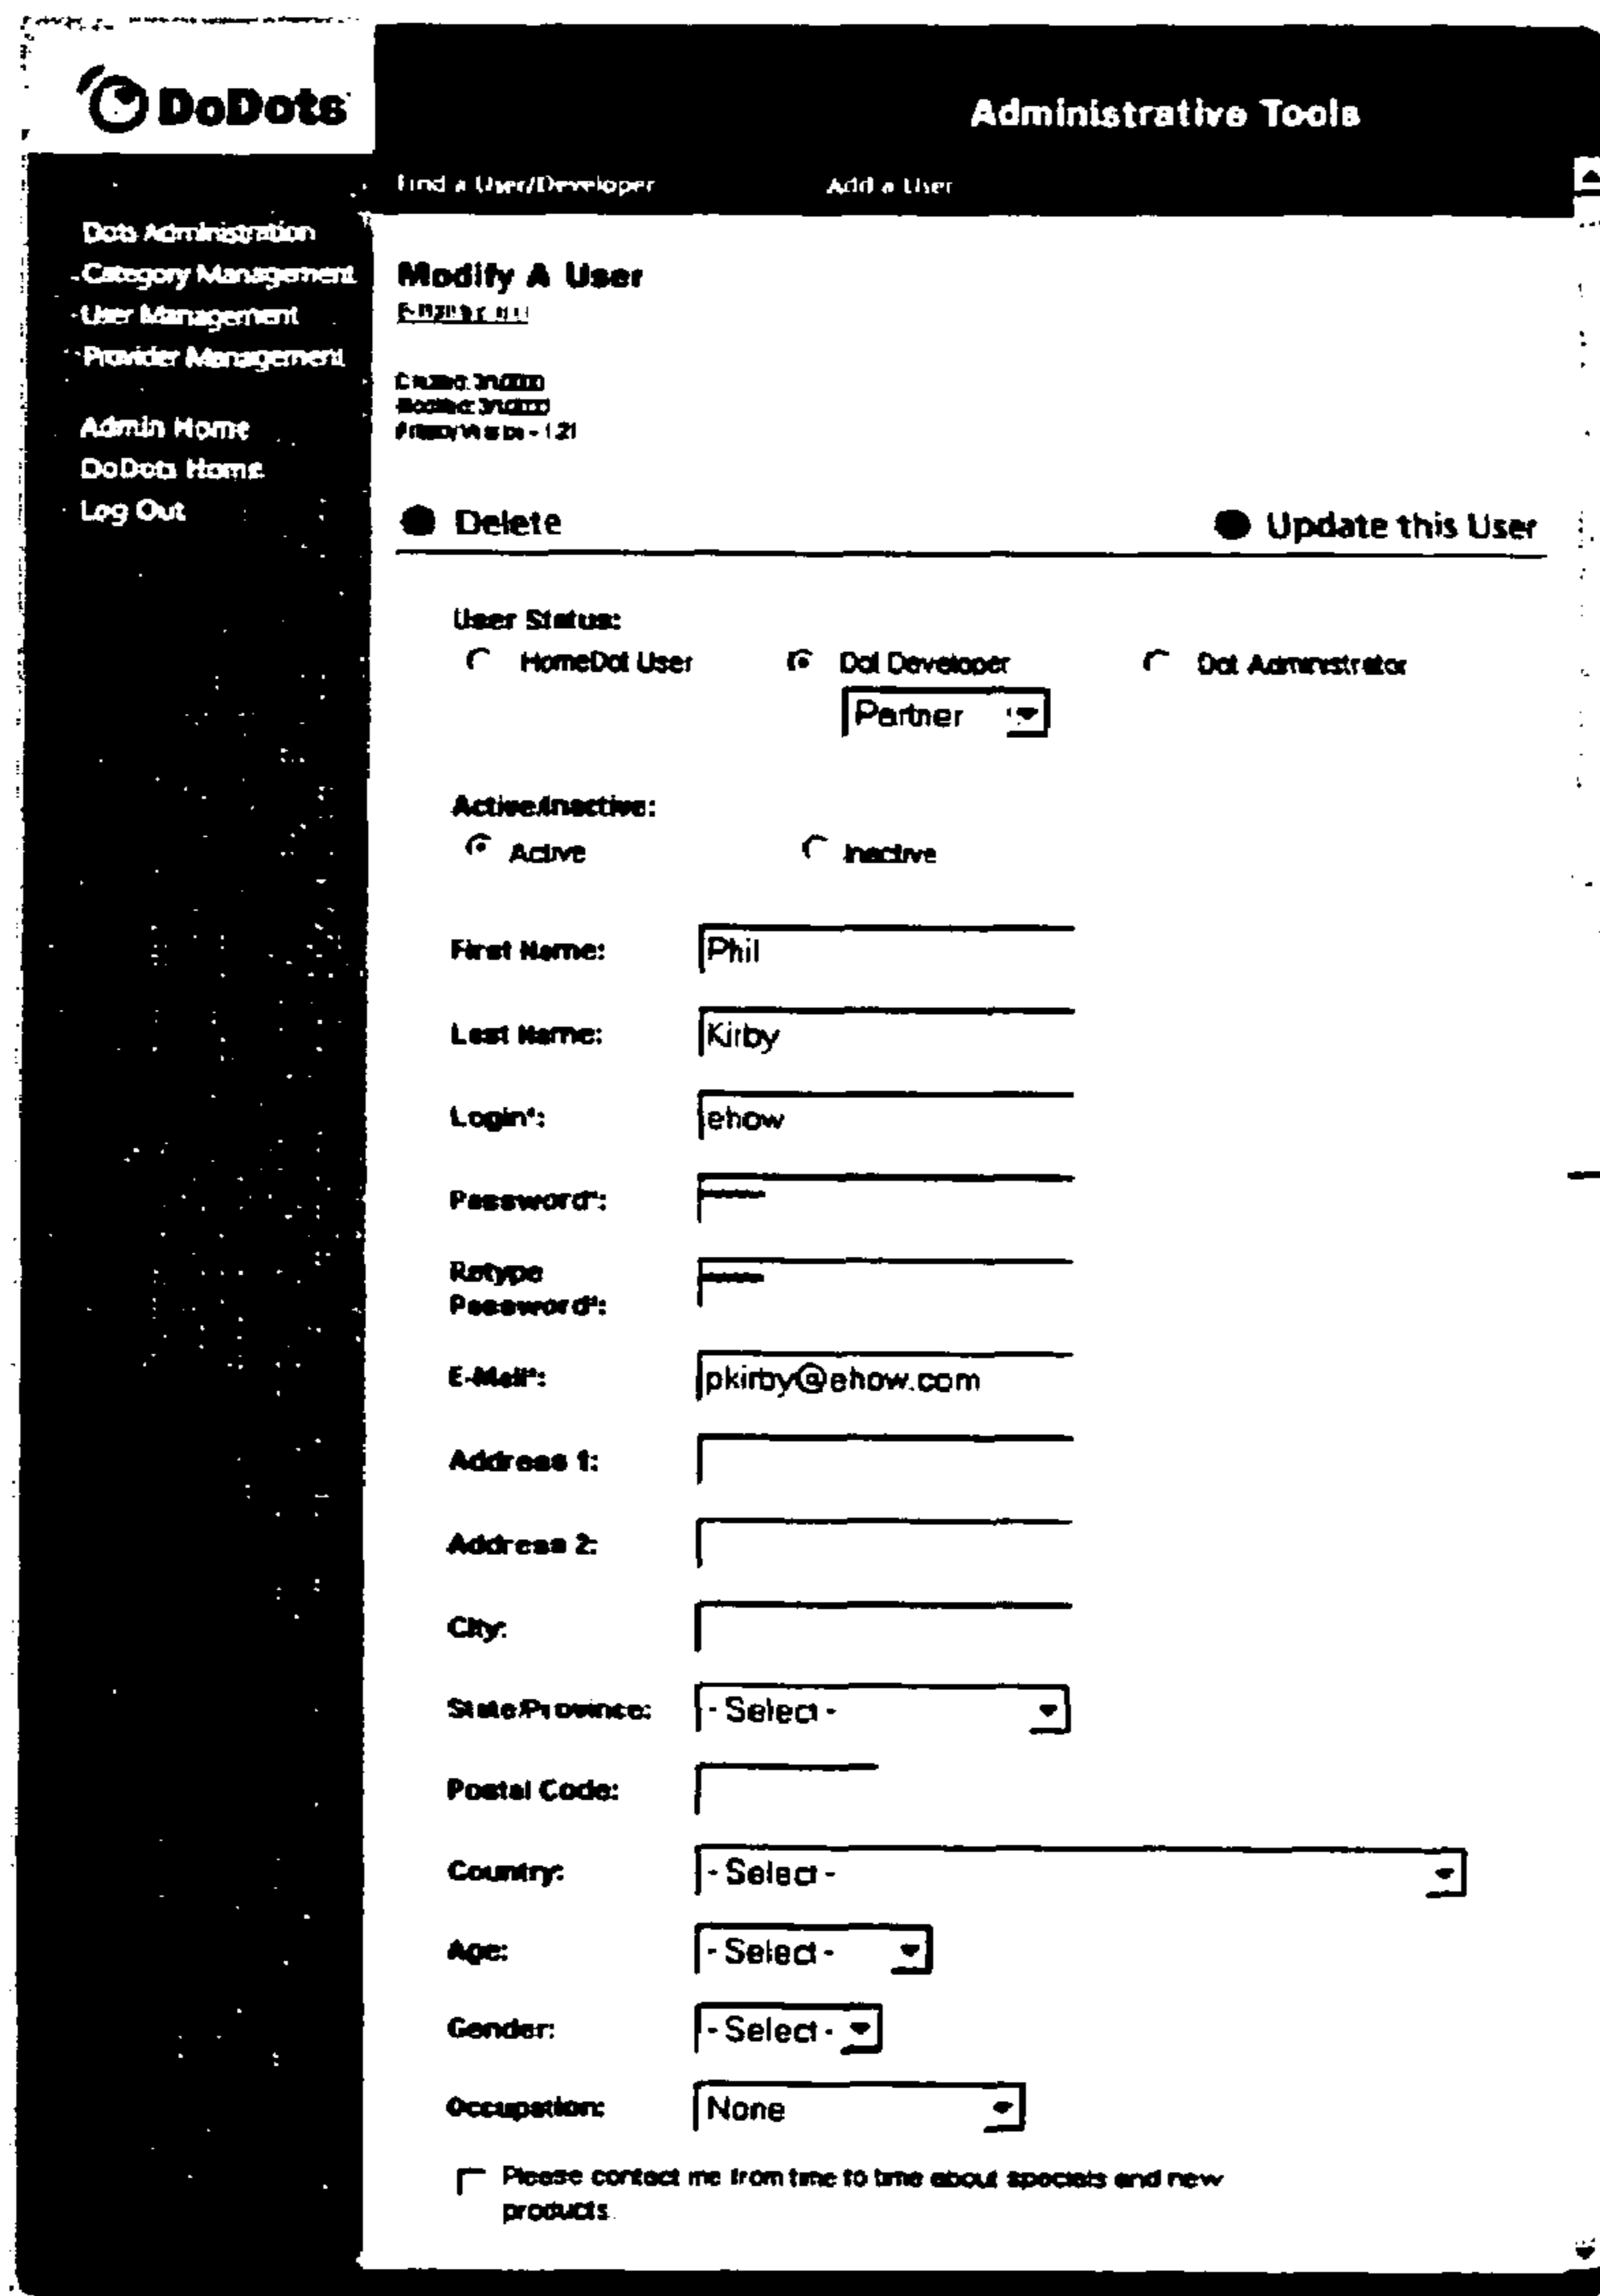 DoDots
Administrative Tools
Find a User/Developer Add a User
Dots Administration
Category Management
User Management
Provider Management
Admin Home
DoDots Home
Log Out
Modify A User
Delete Update this User
User Status:
HomeDot User Dot Developer Dot Administrator
Partner
Active/Inactive:
Active Inactive
First Name: Phil
Last Name: Kirby
Login*: ehow
Password*:
Retype
Password*:
E-Mail*: pkirby@ehow.com
Address 1:
Address 2:
City:
State/Province: - Select -
Postal Code:
Country: - Select -
Age: - Select -
Gender: - Select -
Occupation: None
Please contact me from time to time about specials and new
products.